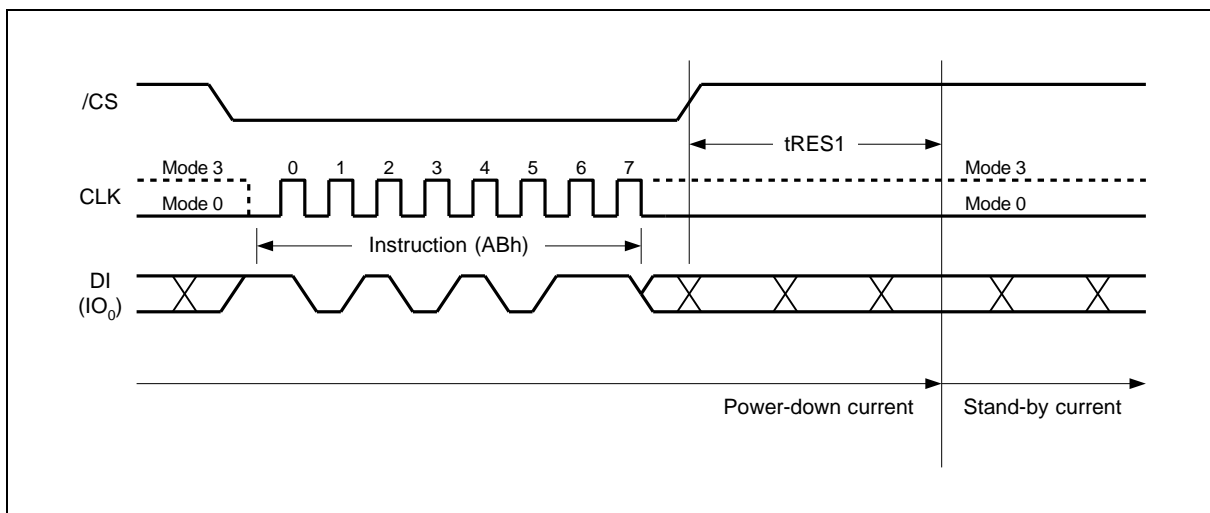 /CS
tRES1
Mode 3 0 1 2 3 4 5 6 7 Mode 3
CLK
Mode 0 Mode 0
Instruction (ABh)
DI
(IO0)
Power-down current Stand-by current